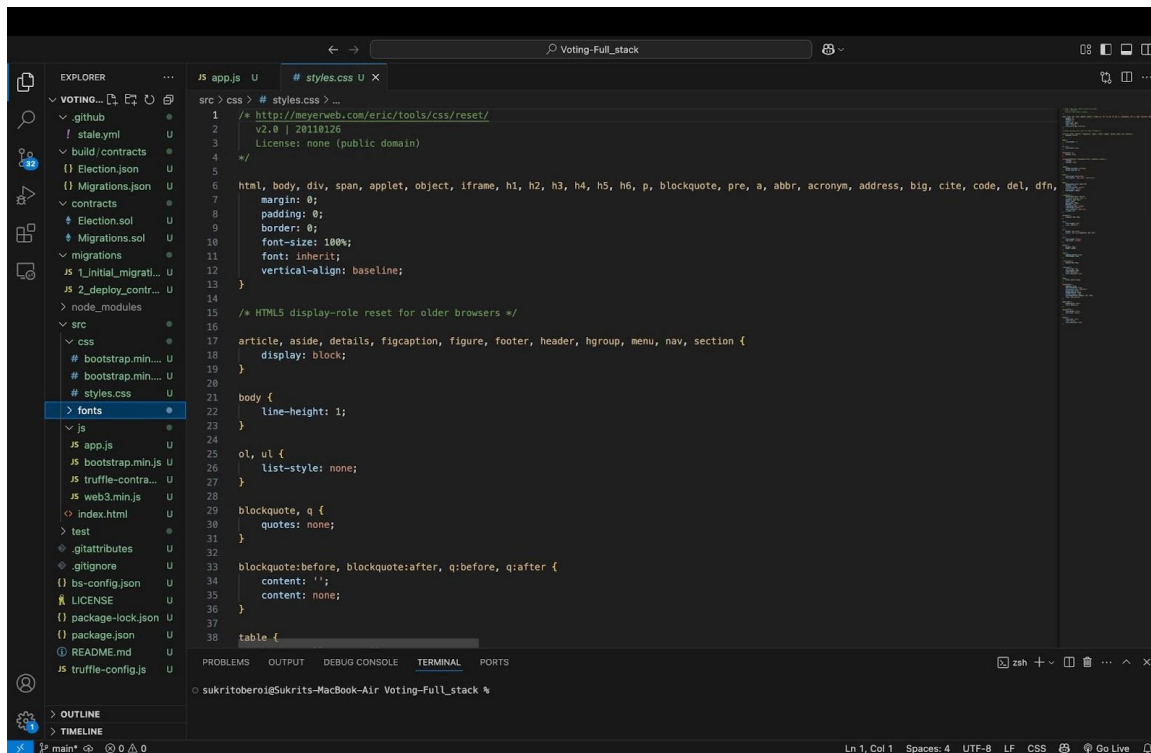 Voting-Full_stack
EXPLORER
VOTING...
.github
stale.yml U
build/contracts
Election.json U
Migrations.json U
contracts
Election.sol U
Migrations.sol U
migrations
JS 1_initial_migrati... U
JS 2_deploy_contr... U
node_modules
src
css
# bootstrap.min.... U
# bootstrap.min.... U
# styles.css U
fonts
js
JS app.js U
JS bootstrap.min.js U
JS truffle-contra... U
JS web3.min.js U
<> index.html U
test
.gitattributes U
.gitignore U
{} bs-config.json U
LICENSE U
{} package-lock.json U
{} package.json U
README.md U
JS truffle-config.js U
OUTLINE
TIMELINE
32
1
JS app.js U # styles.css U
src > css > # styles.css > ...
1 /* http://meyerweb.com/eric/tools/css/reset/
2 v2.0 | 20110126
3 License: none (public domain)
4 */
5
6 html, body, div, span, applet, object, iframe, h1, h2, h3, h4, h5, h6, p, blockquote, pre, a, abbr, acronym, address, big, cite, code, del, dfn,
7 margin: 0;
8 padding: 0;
9 border: 0;
10 font-size: 100%;
11 font: inherit;
12 vertical-align: baseline;
13 }
14
15 /* HTML5 display-role reset for older browsers */
16
17 article, aside, details, figcaption, figure, footer, header, hgroup, menu, nav, section {
18 display: block;
19 }
20
21 body {
22 line-height: 1;
23 }
24
25 ol, ul {
26 list-style: none;
27 }
28
29 blockquote, q {
30 quotes: none;
31 }
32
33 blockquote:before, blockquote:after, q:before, q:after {
34 content: '';
35 content: none;
36 }
37
38 table {
PROBLEMS OUTPUT DEBUG CONSOLE TERMINAL PORTS
zsh
sukritoberoi@Sukrits-MacBook-Air Voting-Full_stack %
main* 0 0 Ln 1, Col 1 Spaces: 4 UTF-8 LF CSS Go Live